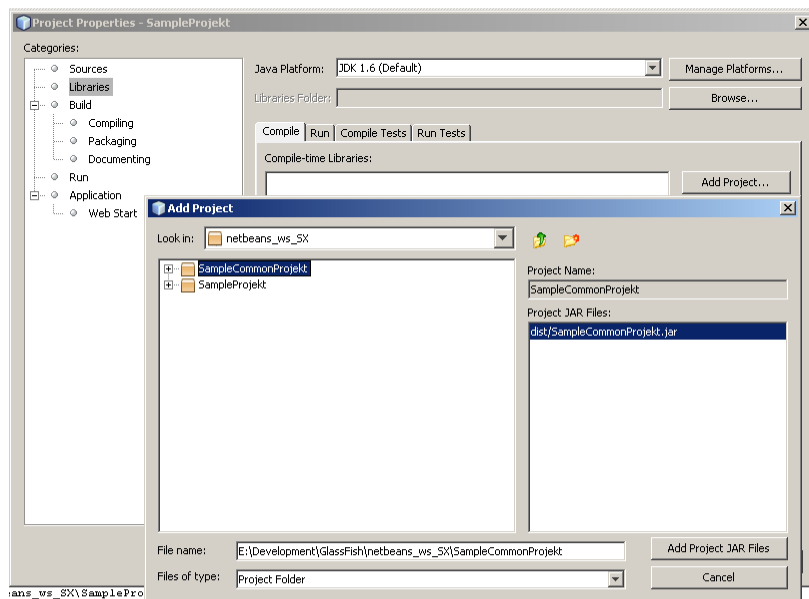 Project Properties - SampleProjekt
Categories:
Sources
Libraries
Build
Compiling
Packaging
Documenting
Run
Application
Web Start
Java Platform: JDK 1.6 (Default) Manage Platforms...
Libraries Folder: Browse...
Compile Run Compile Tests Run Tests
Compile-time Libraries:
Add Project...
Add Project
Look in: netbeans_ws_SX
SampleCommonProjekt
SampleProjekt
Project Name:
SampleCommonProjekt
Project JAR Files:
dist/SampleCommonProjekt.jar
File name: E:\Development\GlassFish\netbeans_ws_SX\SampleCommonProjekt Add Project JAR Files
Files of type: Project Folder Cancel
eans_ws_SX\SamplePro